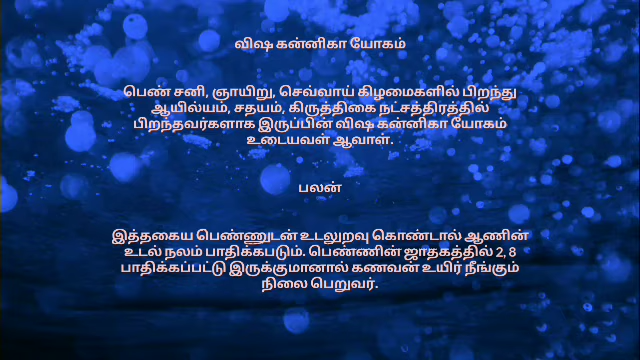 விஷ கன்னிகா யோகம்
பெண் சனி, ஞாயிறு, செவ்வாய் கிழமைகளில் பிறந்து
ஆயில்யம், சதயம், கிருத்திகை நட்சத்திரத்தில்
பிறந்தவர்களாக இருப்பின் விஷ கன்னிகா யோகம்
உடையவள் ஆவாள்.
பலன்
இத்தகைய பெண்ணுடன் உடலுறவு கொண்டால் ஆணின்
உடல் நலம் பாதிக்கபடும். பெண்ணின் ஜாதகத்தில் 2, 8
பாதிக்கப்பட்டு இருக்குமானால் கணவன் உயிர் நீங்கும்
நிலை பெறுவர்.